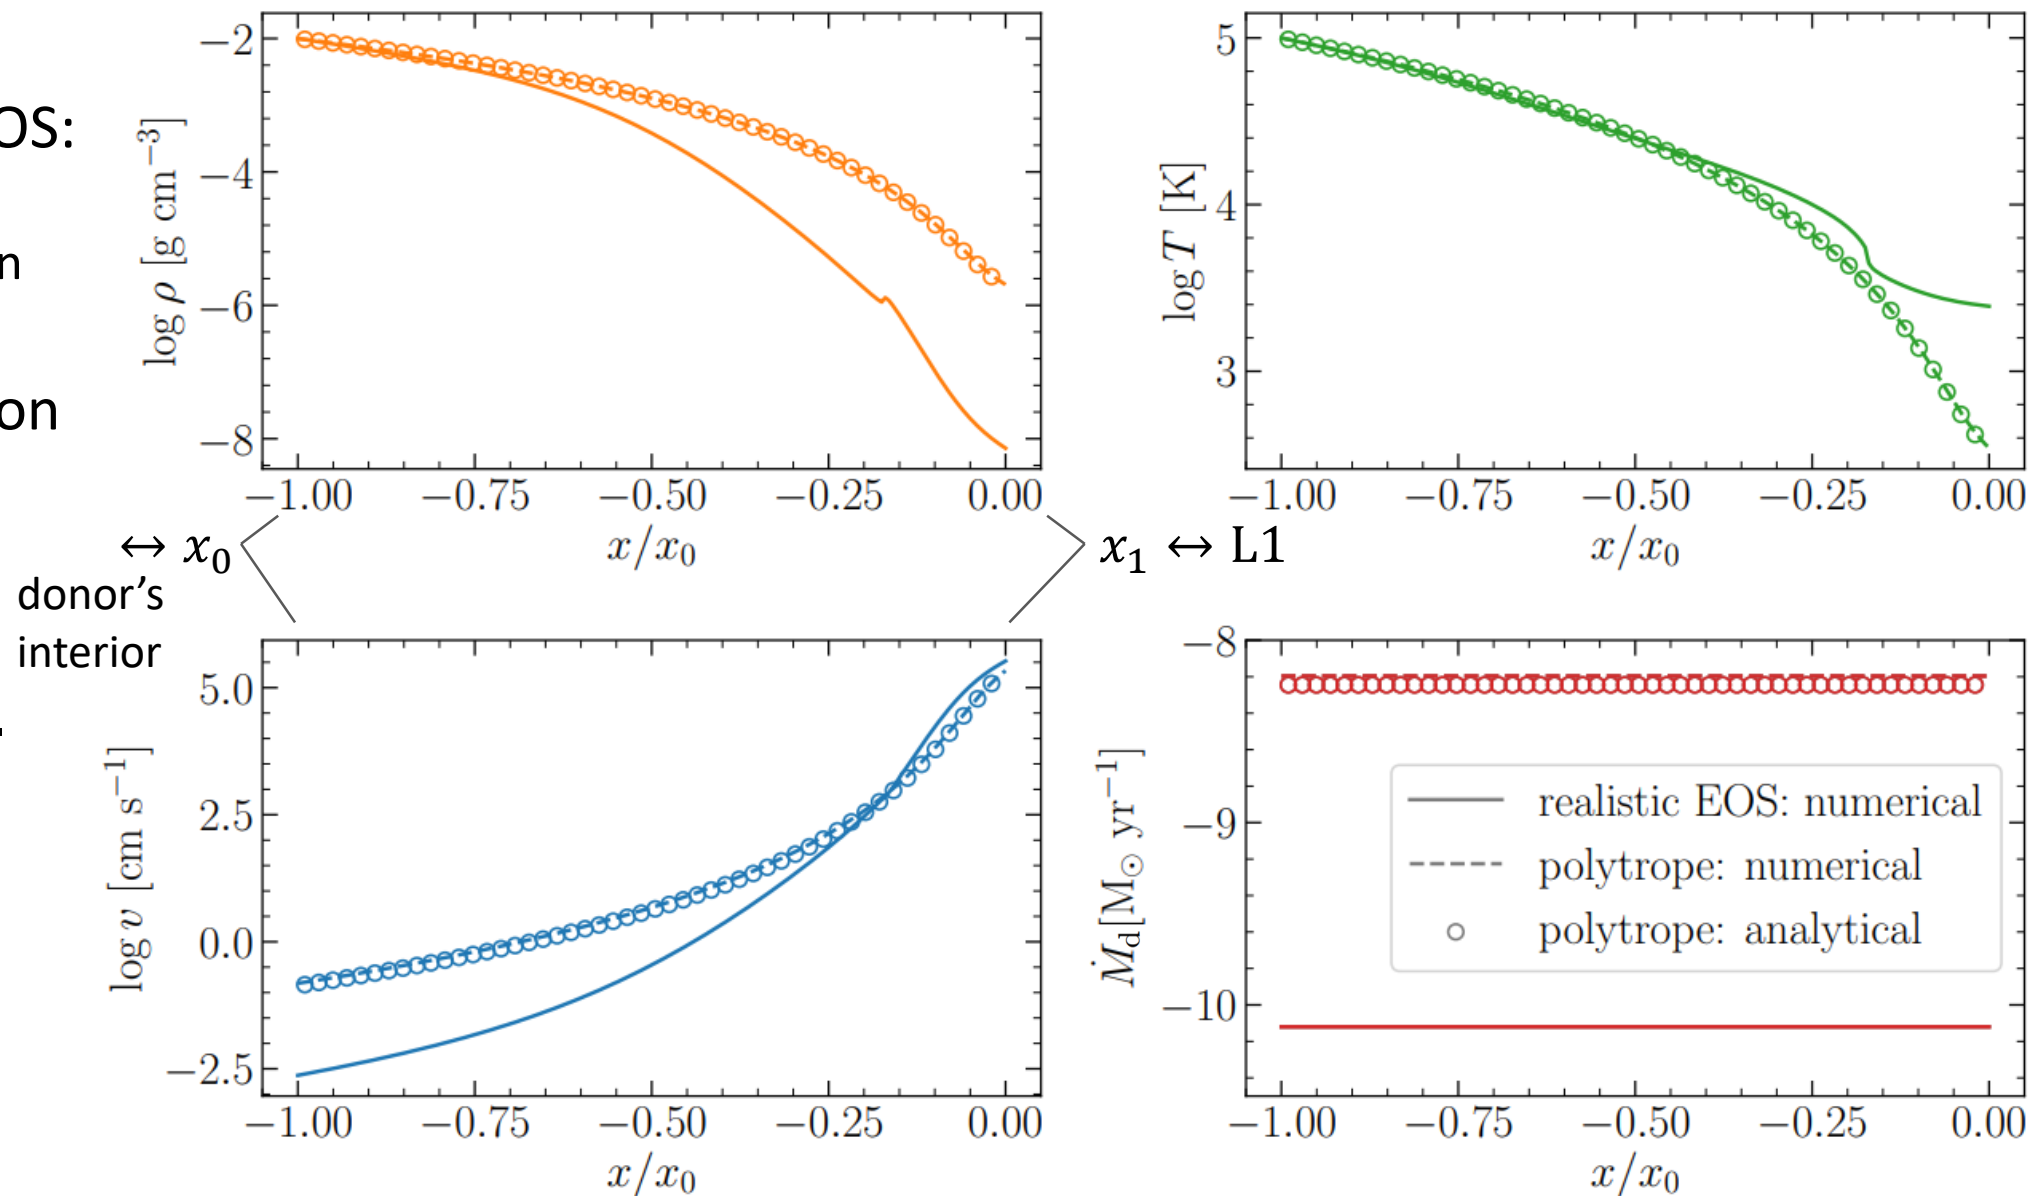 OS:
n
on
↔ x₀
donor’s
interior
.
log ρ [g cm⁻³]
−2
−4
−6
−8
−1.00 −0.75 −0.50 −0.25 0.00
x/x₀
log T [K]
5
4
3
−1.00 −0.75 −0.50 −0.25 0.00
x/x₀
x₁ ↔ L1
log v [cm s⁻¹]
5.0
2.5
0.0
−2.5
−1.00 −0.75 −0.50 −0.25 0.00
x/x₀
Ṁ_d[M_⊙ yr⁻¹]
−8
−9
−10
realistic EOS: numerical
polytrope: numerical
polytrope: analytical
−1.00 −0.75 −0.50 −0.25 0.00
x/x₀